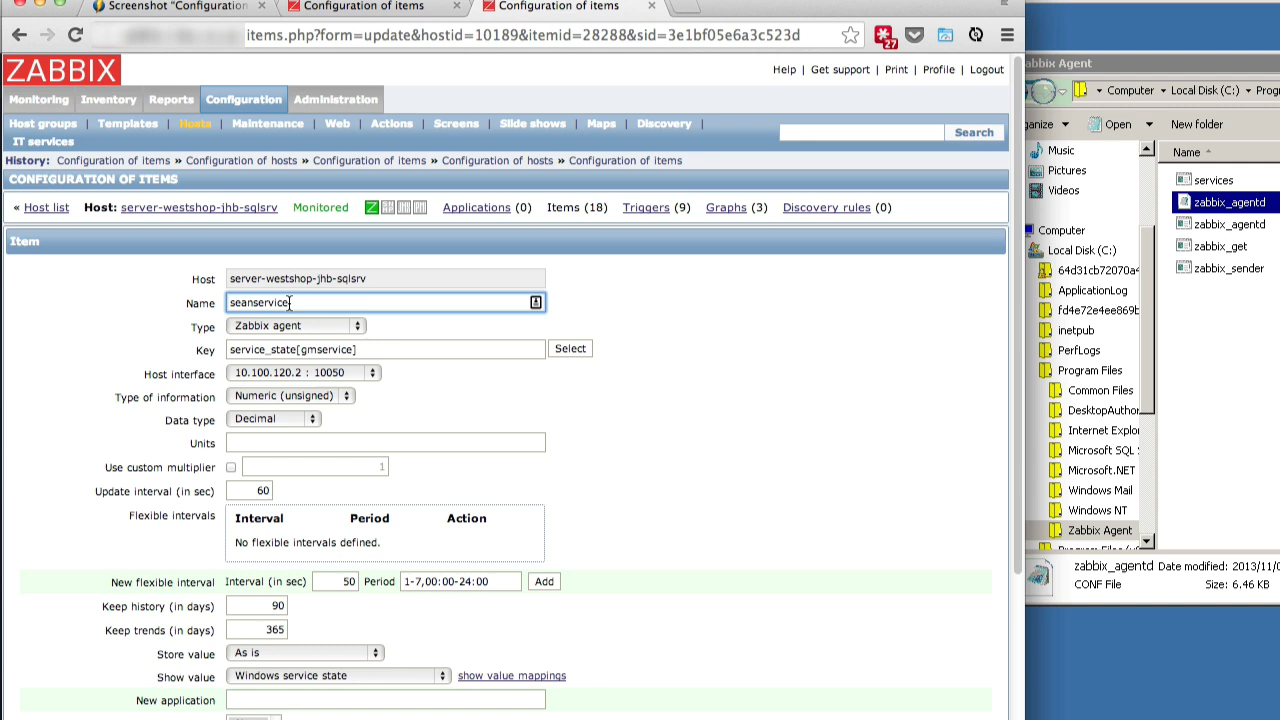 Screenshot "Configuration
Configuration of items
Configuration of items
items.php?form=update&hostid=10189&itemid=28288&sid=3e1bf05e6a3c523d
27
ZABBIX
Help | Get support | Print | Profile | Logout
Monitoring Inventory Reports Configuration Administration
Host groups | Templates | Hosts | Maintenance | Web | Actions | Screens | Slide shows | Maps | Discovery |
IT services
Search
History: Configuration of items » Configuration of hosts » Configuration of items » Configuration of hosts » Configuration of items
CONFIGURATION OF ITEMS
« Host list Host: server-westshop-jhb-sqlsrv Monitored Z Applications (0) Items (18) Triggers (9) Graphs (3) Discovery rules (0)
Item
Host server-westshop-jhb-sqlsrv
Name seanservice
Type Zabbix agent
Key service_state[gmservice] Select
Host interface 10.100.120.2 : 10050
Type of information Numeric (unsigned)
Data type Decimal
Units
Use custom multiplier 1
Update interval (in sec) 60
Flexible intervals Interval Period Action
No flexible intervals defined.
New flexible interval Interval (in sec) 50 Period 1-7,00:00-24:00 Add
Keep history (in days) 90
Keep trends (in days) 365
Store value As is
Show value Windows service state show value mappings
New application
abbix Agent
Computer Local Disk (C:) Progr
ganize Open New folder
Music
Pictures
Videos
Computer
Local Disk (C:)
64d31cb72070a4
ApplicationLog
fd4e72e4ee869b
inetpub
PerfLogs
Program Files
Common Files
DesktopAuthor
Internet Explo
Microsoft SQL
Microsoft.NET
Windows Mail
Windows NT
Zabbix Agent
Name
services
zabbix_agentd
zabbix_agentd
zabbix_get
zabbix_sender
zabbix_agentd Date modified: 2013/11/0
CONF File Size: 6.46 KB